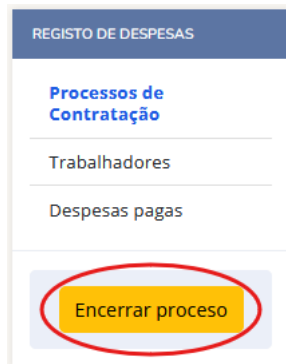 REGISTO DE DESPESAS
Processos de
Contratação
Trabalhadores
Despesas pagas
Encerrar proceso